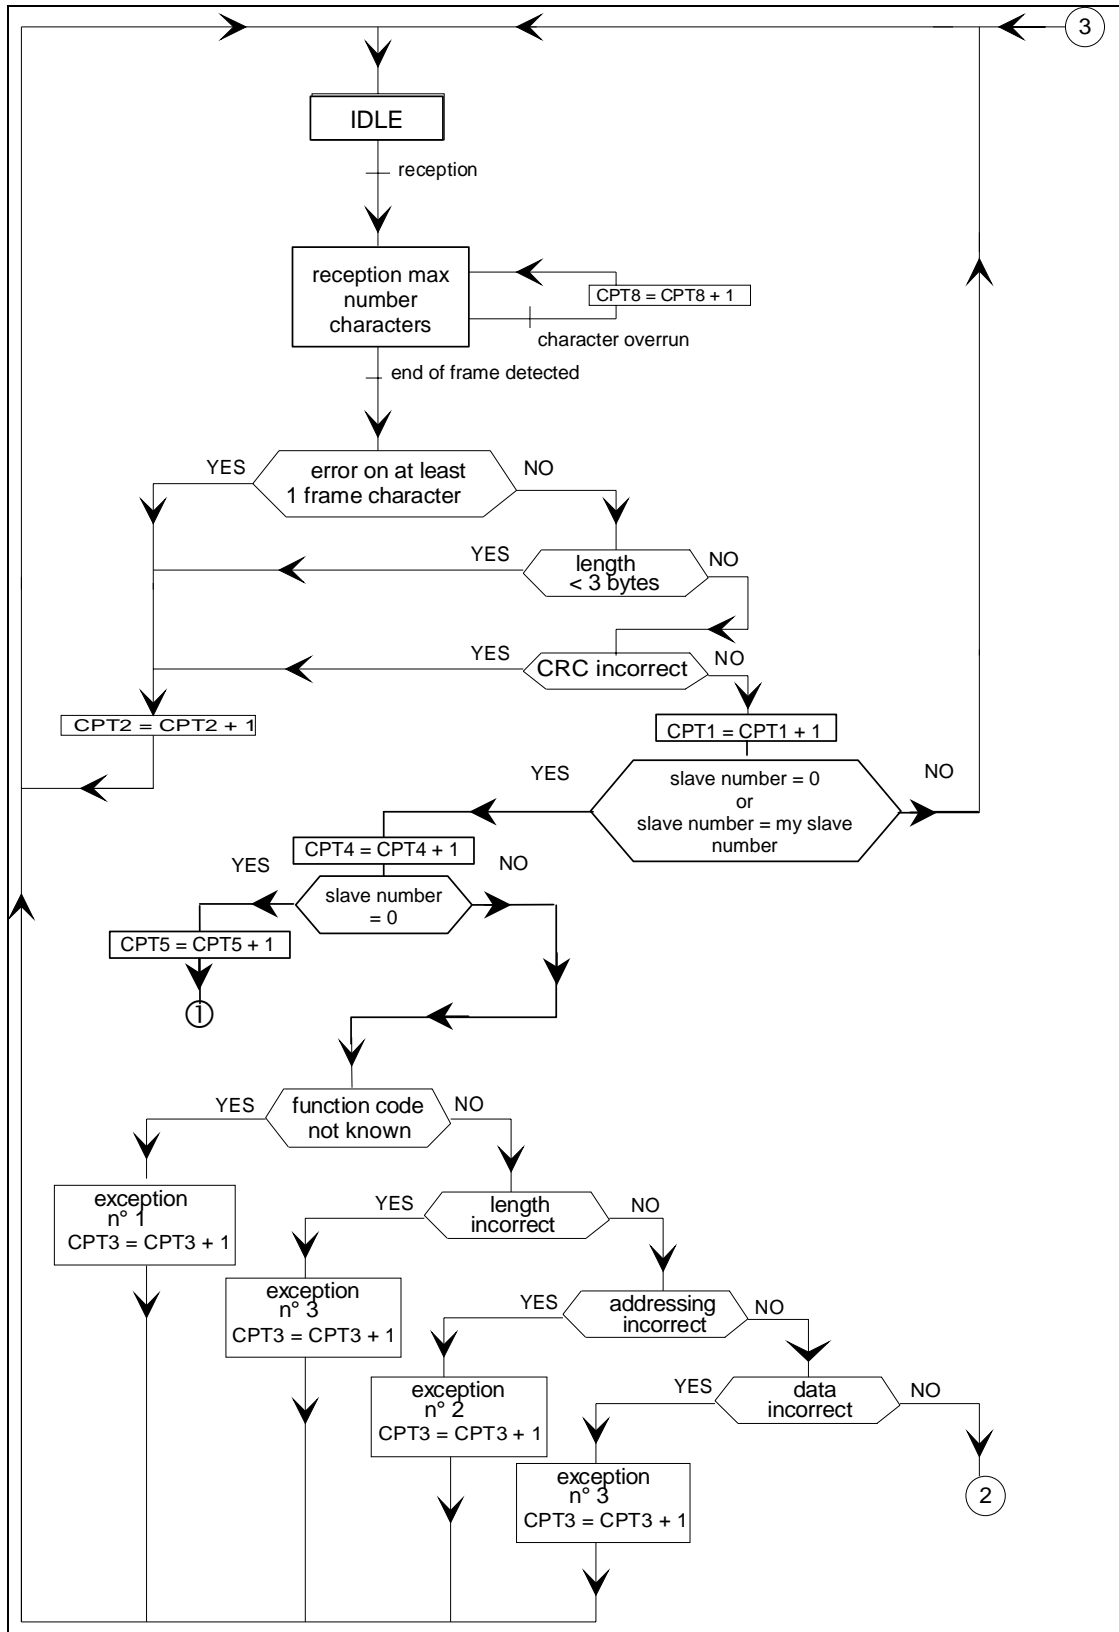 3
IDLE
reception
reception max
number
characters
CPT8 = CPT8 + 1
character overrun
end of frame detected
YES
error on at least
1 frame character
NO
YES
length
< 3 bytes
NO
YES
CRC incorrect
NO
CPT2 = CPT2 + 1
CPT1 = CPT1 + 1
YES
slave number = 0
or
slave number = my slave
number
NO
CPT4 = CPT4 + 1
YES
slave number
= 0
NO
CPT5 = CPT5 + 1
1
YES
function code
not known
NO
exception
n° 1
CPT3 = CPT3 + 1
YES
length
incorrect
NO
exception
n° 3
CPT3 = CPT3 + 1
YES
addressing
incorrect
NO
exception
n° 2
CPT3 = CPT3 + 1
YES
data
incorrect
NO
exception
n° 3
CPT3 = CPT3 + 1
2